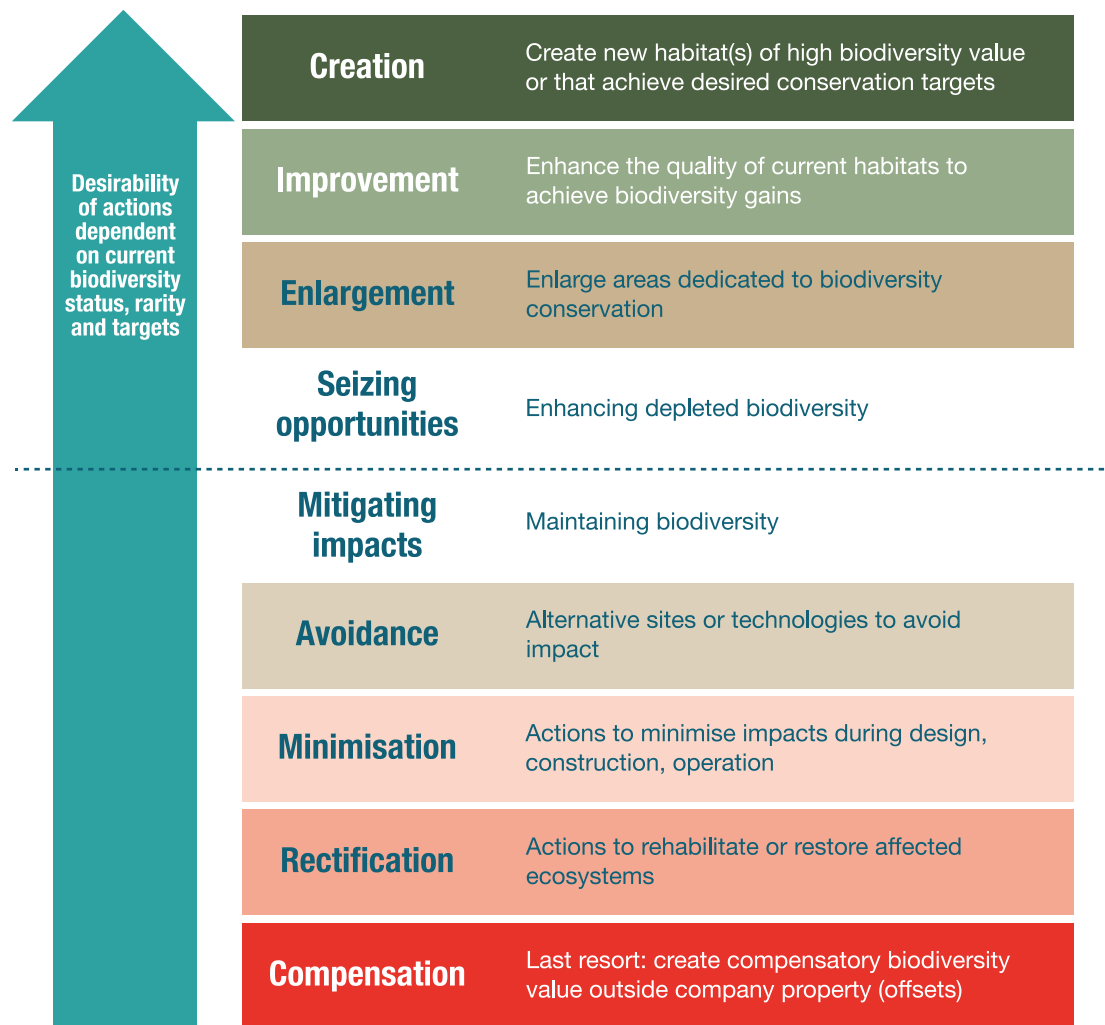 Desirability
of actions
dependent
on current
biodiversity
status, rarity
and targets
Creation
Create new habitat(s) of high biodiversity value
or that achieve desired conservation targets
Improvement
Enhance the quality of current habitats to
achieve biodiversity gains
Enlargement
Enlarge areas dedicated to biodiversity
conservation
Seizing
opportunities
Enhancing depleted biodiversity
Mitigating
impacts
Maintaining biodiversity
Avoidance
Alternative sites or technologies to avoid
impact
Minimisation
Actions to minimise impacts during design,
construction, operation
Rectification
Actions to rehabilitate or restore affected
ecosystems
Compensation
Last resort: create compensatory biodiversity
value outside company property (offsets)